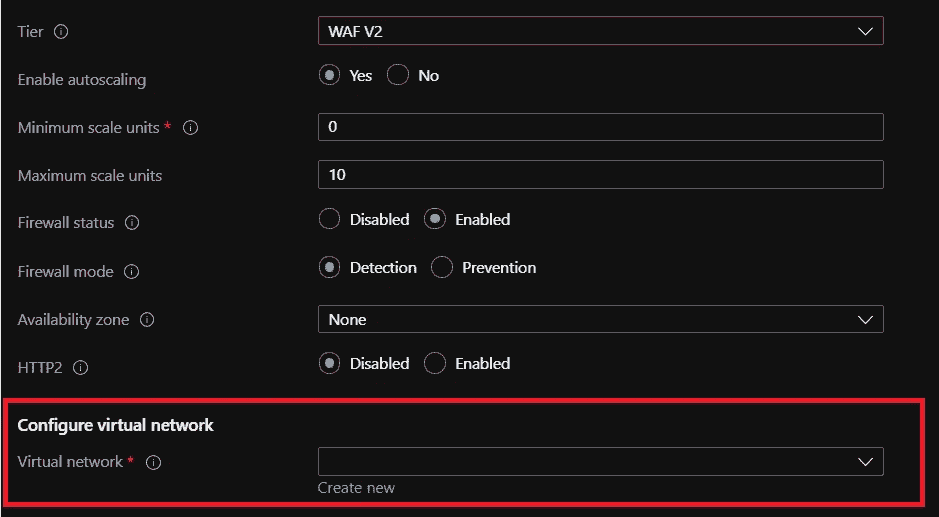 Tier
WAF V2
Enable autoscaling
Yes No
Minimum scale units *
0
Maximum scale units
10
Firewall status
Disabled Enabled
Firewall mode
Detection Prevention
Availability zone
None
HTTP2
Disabled Enabled
Configure virtual network
Virtual network *
Create new